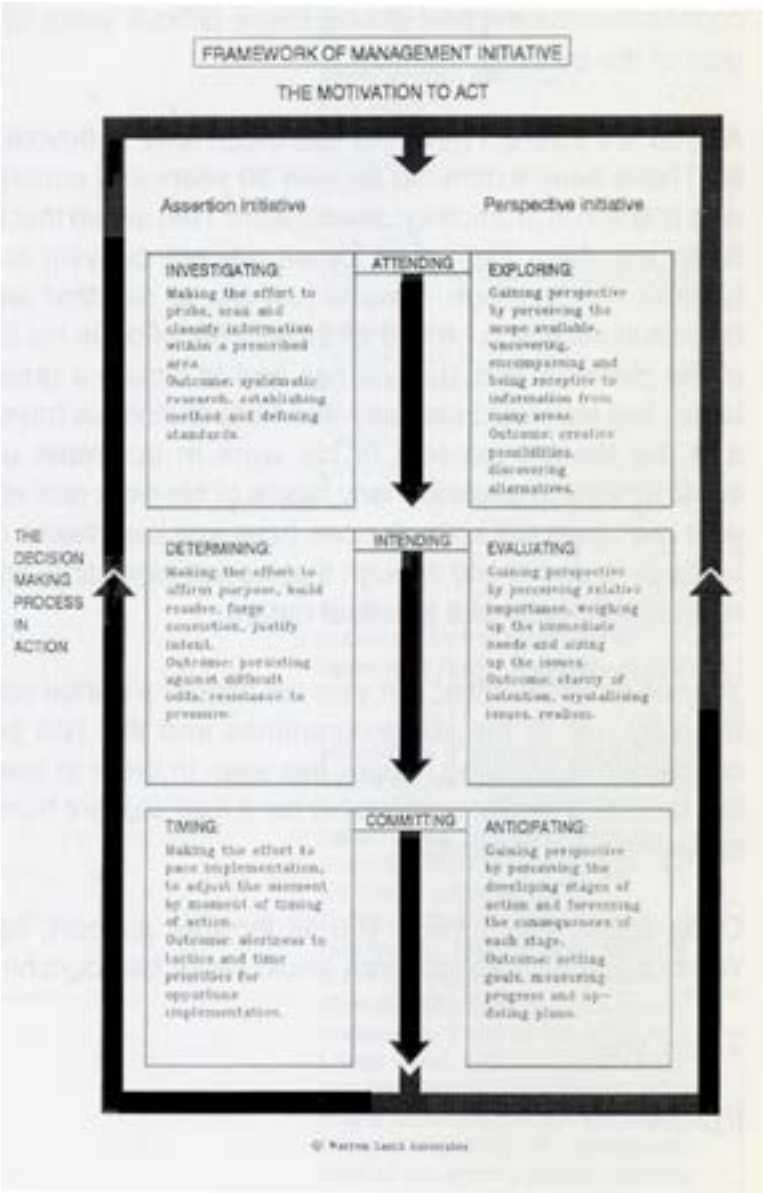 FRAMEWORK OF MANAGEMENT INITIATIVE
THE MOTIVATION TO ACT
Assertion initiative
Perspective initiative
ATTENDING
INVESTIGATING:
Making the effort to
probe, scan and
classify information
within a prescribed
area.
Outcome: systematic
research, establishing
method and defining
standards.
EXPLORING:
Gaining perspective
by perceiving the
scope available,
uncovering,
encompassing and
being receptive to
information from
many areas.
Outcome: creative
possibilities,
discovering
alternatives.
THE
DECISION
MAKING
PROCESS
IN
ACTION
INTENDING
DETERMINING:
Making the effort to
affirm purpose, build
resolve, forge
conviction, justify
intent.
Outcome: persisting
against difficult
odds, resistance to
pressure.
EVALUATING:
Gaining perspective
by perceiving relative
importance, weighing
up the immediate
needs and sizing
up the issues.
Outcome: clarity of
intention, crystalising
issues, realism.
COMMITTING
TIMING:
Making the effort to
pace implementation,
to adjust the moment
by moment of timing
of action.
Outcome: alertness to
tactics and time
priorities for
opportune
implementation.
ANTICIPATING:
Gaining perspective
by perceiving the
developing stages of
action and foreseeing
the consequences of
each stage.
Outcome: setting
goals, measuring
progress and up-
dating plans.
© Warren Lamb Associates